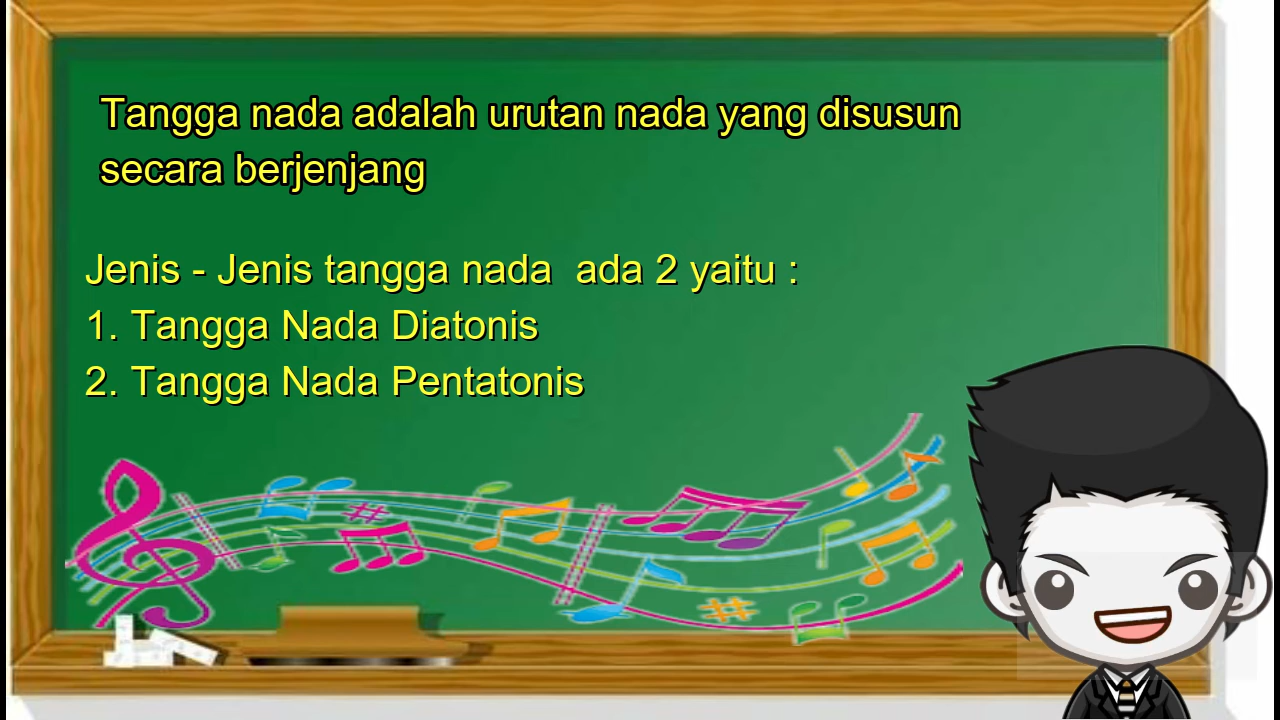 Tangga nada adalah urutan nada yang disusun
secara berjenjang
Jenis - Jenis tangga nada  ada 2 yaitu :
1. Tangga Nada Diatonis
2. Tangga Nada Pentatonis